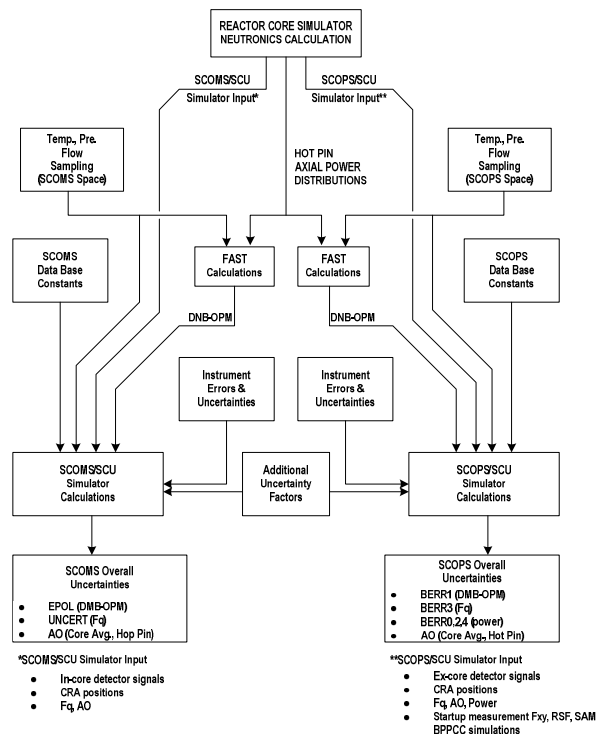 REACTOR CORE SIMULATOR
NEUTRONICS CALCULATION
SCOMS/SCU
Simulator Input*
SCOPS/SCU
Simulator Input**
Temp., Pre.
Flow
Sampling
(SCOMS Space)
HOT PIN
AXIAL POWER
DISTRIBUTIONS
Temp., Pre.
Flow
Sampling
(SCOPS Space)
SCOMS
Data Base
Constants
FAST
Calculations
FAST
Calculations
SCOPS
Data Base
Constants
DNB-OPM
DNB-OPM
Instrument
Errors &
Uncertainties
Instrument
Errors &
Uncertainties
SCOMS/SCU
Simulator
Calculations
Additional
Uncertainty
Factors
SCOPS/SCU
Simulator
Calculations
SCOMS Overall
Uncertainties
● EPOL (DMB-OPM)
● UNCERT (Fq)
● AO (Core Avg., Hop Pin)
SCOPS Overall
Uncertainties
● BERR1 (DMB-OPM)
● BERR3 (Fq)
● BERR0,2,4 (power)
● AO (Core Avg., Hot Pin)
*SCOMS/SCU Simulator Input
● In-core detector signals
● CRA positions
● Fq, AO
**SCOPS/SCU Simulator Input
● Ex-core detector signals
● CRA positions
● Fq, AO, Power
● Startup measurement Fxy, RSF, SAM
BPPCC simulations